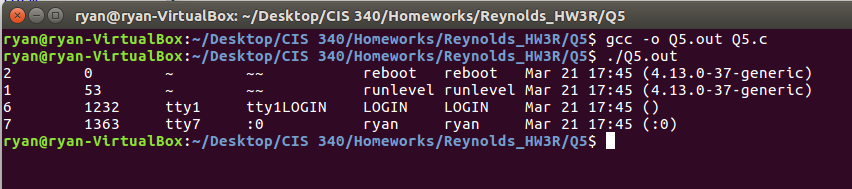 ryan@ryan-VirtualBox: ~/Desktop/CIS 340/Homeworks/Reynolds_HW3R/Q5
ryan@ryan-VirtualBox:~/Desktop/CIS 340/Homeworks/Reynolds_HW3R/Q5$ gcc -o Q5.out Q5.c
ryan@ryan-VirtualBox:~/Desktop/CIS 340/Homeworks/Reynolds_HW3R/Q5$ ./Q5.out
2 0 ~ ~~ reboot reboot Mar 21 17:45 (4.13.0-37-generic)
1 53 ~ ~~ runlevel runlevel Mar 21 17:45 (4.13.0-37-generic)
6 1232 tty1 tty1LOGIN LOGIN LOGIN Mar 21 17:45 ()
7 1363 tty7 :0 ryan ryan Mar 21 17:45 (:0)
ryan@ryan-VirtualBox:~/Desktop/CIS 340/Homeworks/Reynolds_HW3R/Q5$